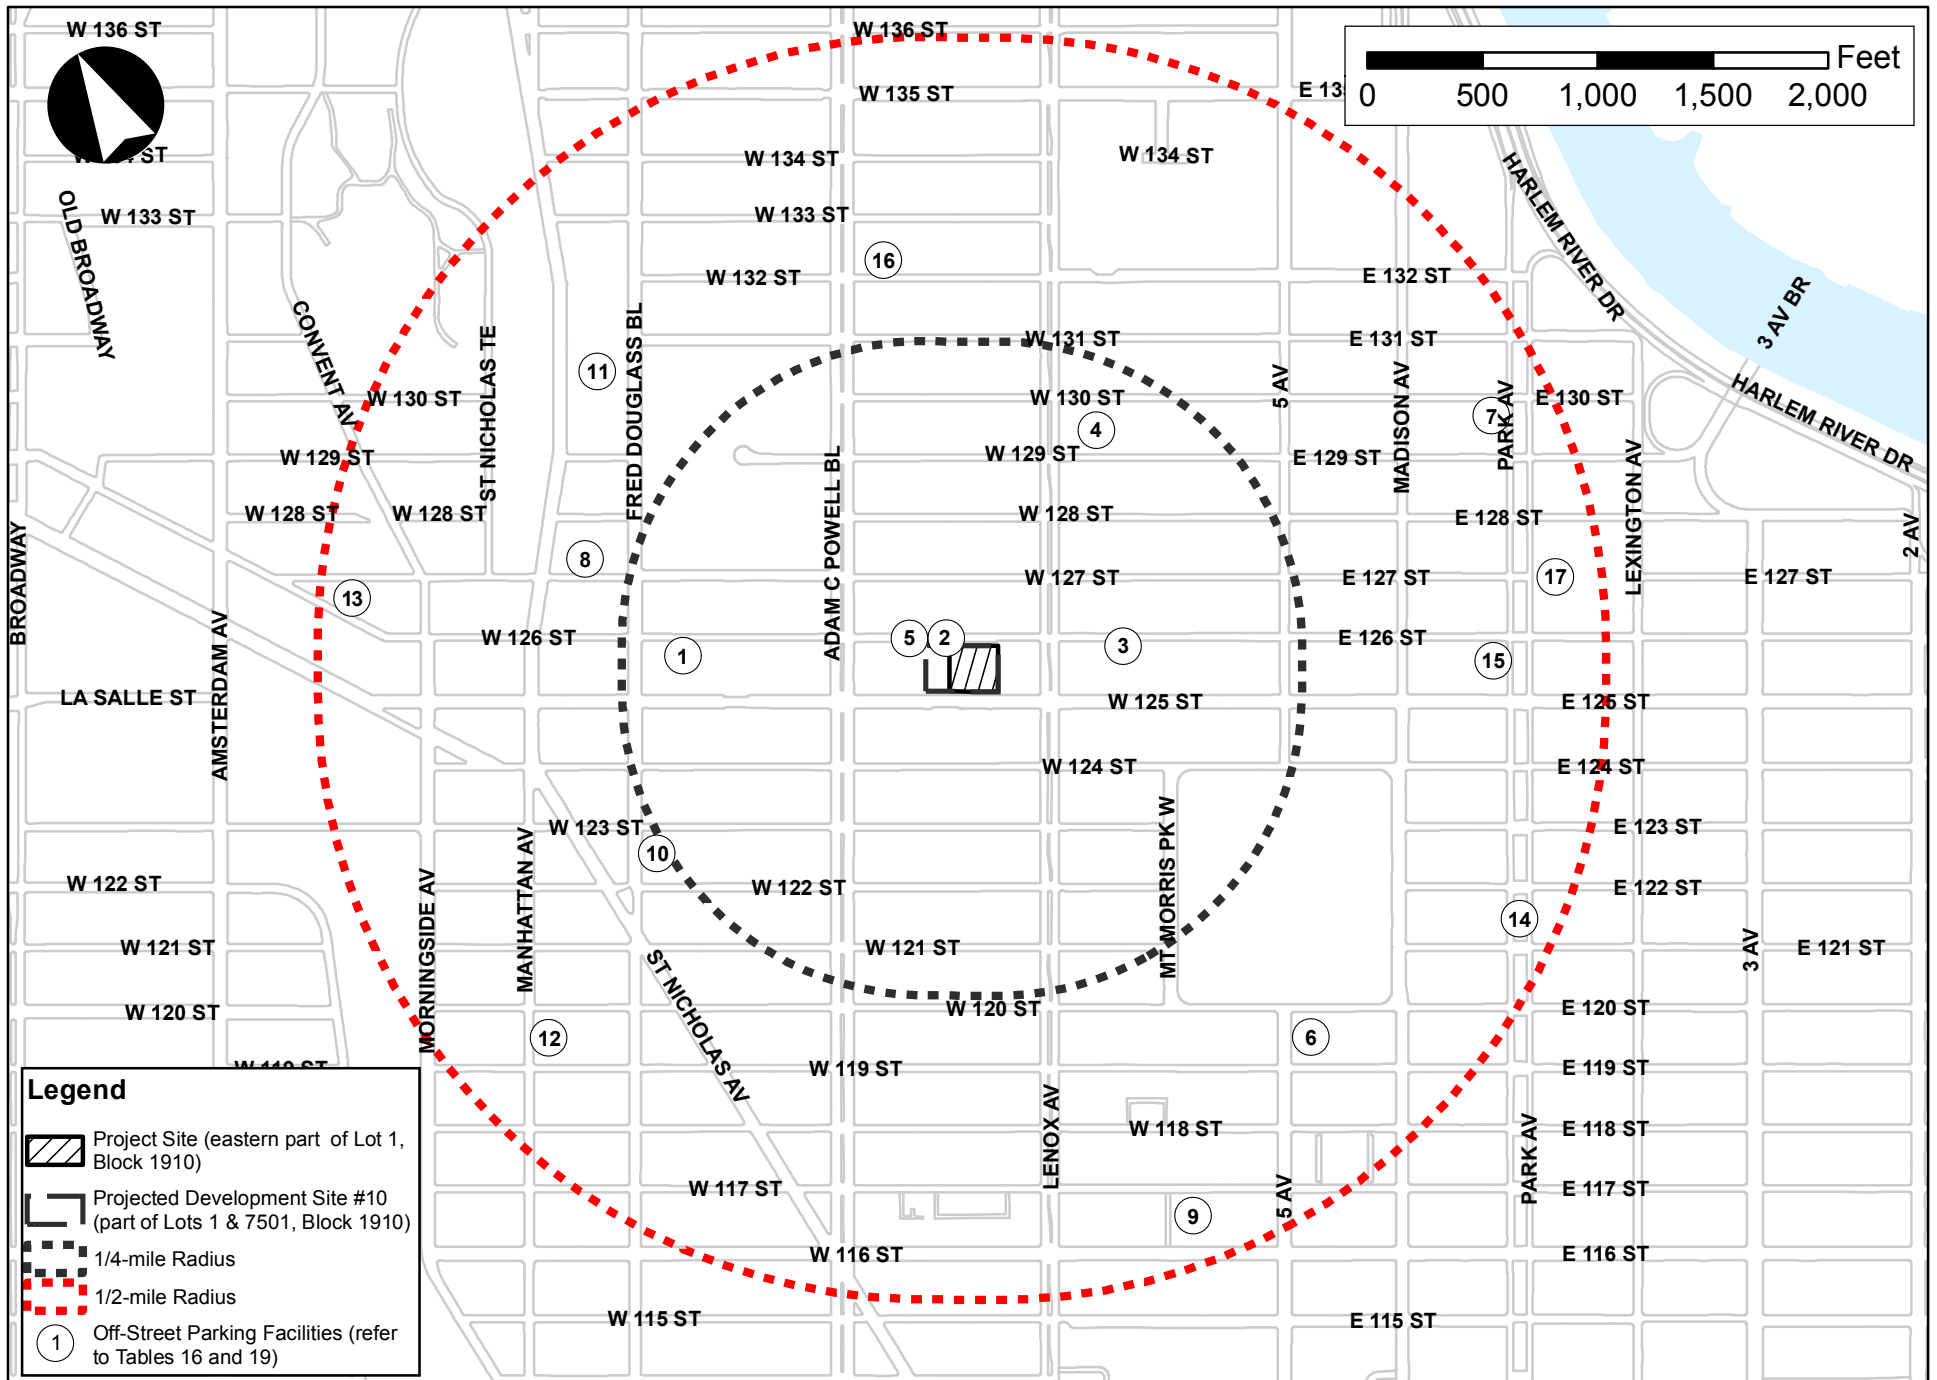 W 136 ST
W 136 ST
Feet
0 500 1,000 1,500 2,000
W 135 ST
E 13
W 134 ST
W 134 ST
ST
HARLEM RIVER DR
OLD BROADWAY
W 133 ST
W 133 ST
16
W 132 ST
E 132 ST
3 AV BR
CONVENT AV
ST NICHOLAS TE
FRED DOUGLASS BL
W 131 ST
E 131 ST
11
5 AV
MADISON AV
PARK AV
HARLEM RIVER DR
W 130 ST
W 130 ST
E 130 ST
7
4
W 129 ST
W 129 ST
E 129 ST
ADAM C POWELL BL
LEXINGTON AV
W 128 ST
W 128 ST
W 128 ST
E 128 ST
2 AV
BROADWAY
8
W 127 ST
E 127 ST
17
E 127 ST
13
AMSTERDAM AV
W 126 ST
5
2
3
E 126 ST
1
15
LA SALLE ST
W 125 ST
E 125 ST
W 124 ST
E 124 ST
W 123 ST
E 123 ST
10
MANHATTAN AV
MT MORRIS PK W
W 122 ST
W 122 ST
E 122 ST
MORNINGSIDE AV
14
W 121 ST
W 121 ST
3 AV
E 121 ST
ST NICHOLAS AV
W 120 ST
W 120 ST
E 120 ST
12
6
W 119 ST
W 119 ST
E 119 ST
LENOX AV
W 118 ST
E 118 ST
PARK AV
W 117 ST
5 AV
E 117 ST
9
W 116 ST
E 116 ST
W 115 ST
E 115 ST
Legend
Project Site (eastern part of Lot 1,
Block 1910)
Projected Development Site #10
(part of Lots 1 & 7501, Block 1910)
1/4-mile Radius
1/2-mile Radius
1
Off-Street Parking Facilities (refer
to Tables 16 and 19)